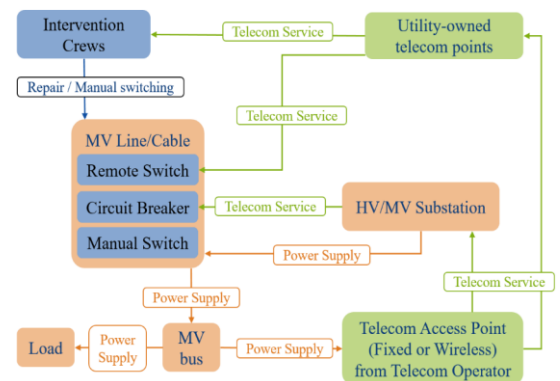 Intervention
Crews
Telecom Service
Utility-owned
telecom points
Repair / Manual switching
Telecom Service
MV Line/Cable
Remote Switch
Circuit Breaker
Telecom Service
HV/MV Substation
Manual Switch
Power Supply
Power Supply
Telecom Service
Load
Power
Supply
MV
bus
Power Supply
Telecom Access Point
(Fixed or Wireless)
from Telecom Operator